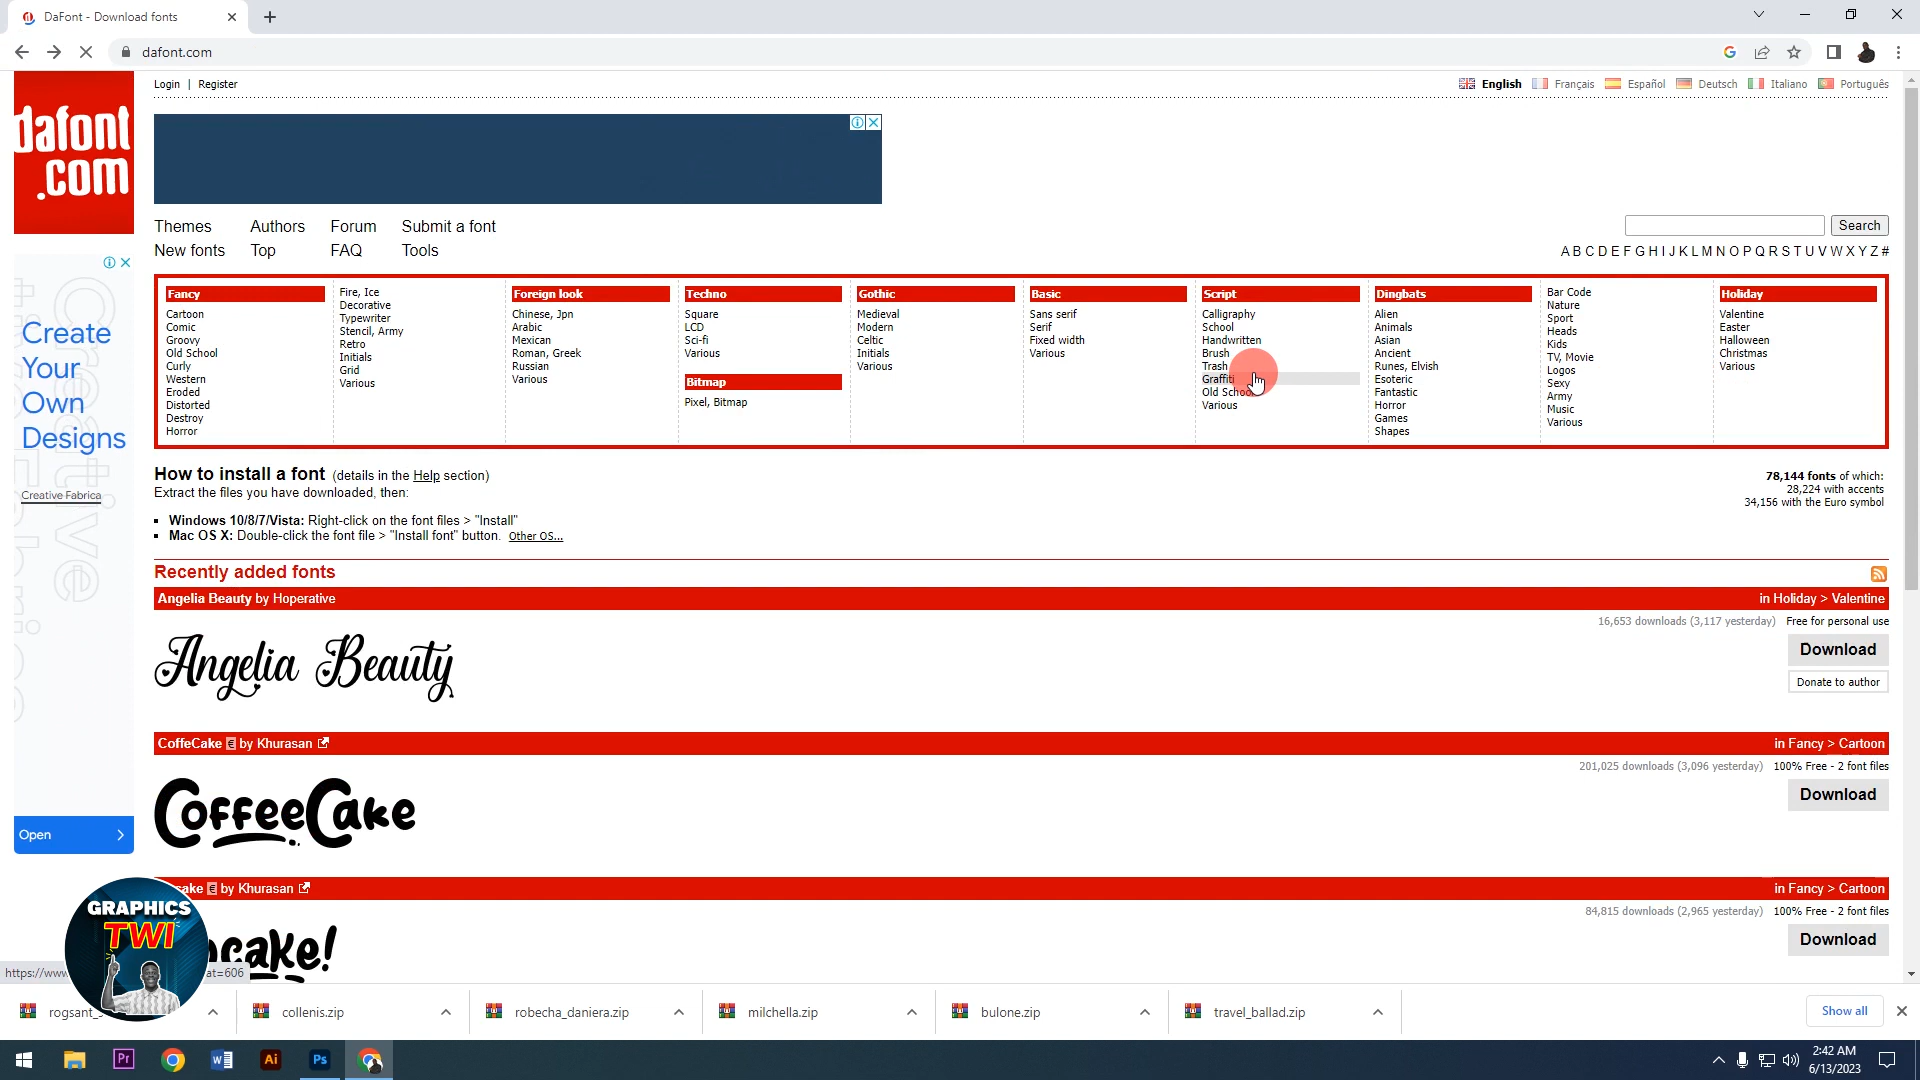 DaFont - Download fonts
dafont.com
Login | Register
English Français Español Deutsch Italiano Português
dafont
.com
Themes Authors Forum Submit a font
New fonts Top FAQ Tools
Search
A B C D E F G H I J K L M N O P Q R S T U V W X Y Z #
Fancy
Cartoon
Comic
Groovy
Old School
Curly
Western
Eroded
Distorted
Destroy
Horror
Fire, Ice
Decorative
Typewriter
Stencil, Army
Retro
Initials
Grid
Various
Foreign look
Chinese, Jpn
Arabic
Mexican
Roman, Greek
Russian
Various
Techno
Square
LCD
Sci-fi
Various
Bitmap
Pixel, Bitmap
Gothic
Medieval
Modern
Celtic
Initials
Various
Basic
Sans serif
Serif
Fixed width
Various
Script
Calligraphy
School
Handwritten
Brush
Trash
Graffiti
Old School
Various
Dingbats
Alien
Animals
Asian
Ancient
Runes, Elvish
Esoteric
Fantastic
Horror
Games
Shapes
Bar Code
Nature
Sport
Heads
Kids
TV, Movie
Logos
Sexy
Army
Music
Various
Holiday
Valentine
Easter
Halloween
Christmas
Various
Create
Your
Own
Designs
Creative Fabrica
Open
How to install a font (details in the Help section)
Extract the files you have downloaded, then:
Windows 10/8/7/Vista: Right-click on the font files > "Install"
Mac OS X: Double-click the font file > "Install font" button. Other OS...
78,144 fonts of which:
28,224 with accents
34,156 with the Euro symbol
Recently added fonts
Angelia Beauty by Hoperative in Holiday > Valentine
16,653 downloads (3,117 yesterday) Free for personal use
Angelia Beauty
Download
Donate to author
CoffeCake € by Khurasan in Fancy > Cartoon
201,025 downloads (3,096 yesterday) 100% Free - 2 font files
CoffeeCake
Download
cake € by Khurasan in Fancy > Cartoon
84,815 downloads (2,965 yesterday) 100% Free - 2 font files
cake!
Download
GRAPHICS
TWI
https://www
at=606
rogsant_s
collenis.zip
robecha_daniera.zip
milchella.zip
bulone.zip
travel_ballad.zip
Show all
Pr
Ai
Ps
2:42 AM
6/13/2023